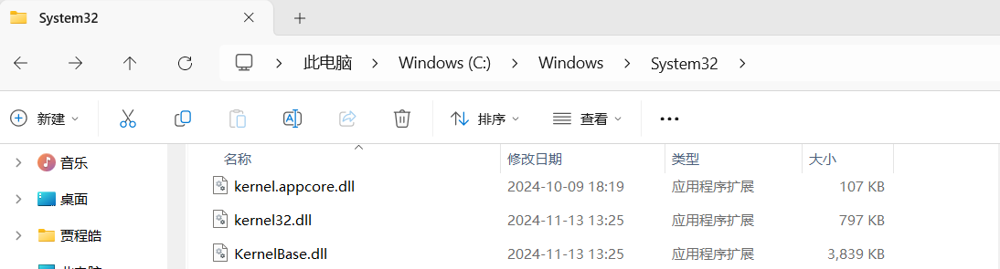 System32
此电脑 > Windows (C:) > Windows > System32 >
新建 排序 查看
名称 修改日期 类型 大小
音乐
桌面
贾程皓
kernel.appcore.dll 2024-10-09 18:19 应用程序扩展 107 KB
kernel32.dll 2024-11-13 13:25 应用程序扩展 797 KB
KernelBase.dll 2024-11-13 13:25 应用程序扩展 3,839 KB